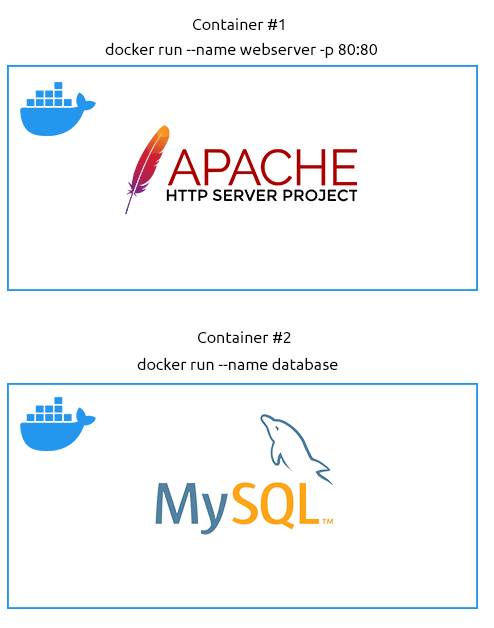 Container #1
docker run --name webserver -p 80:80
APACHE
HTTP SERVER PROJECT
Container #2
docker run --name database
MySQL™